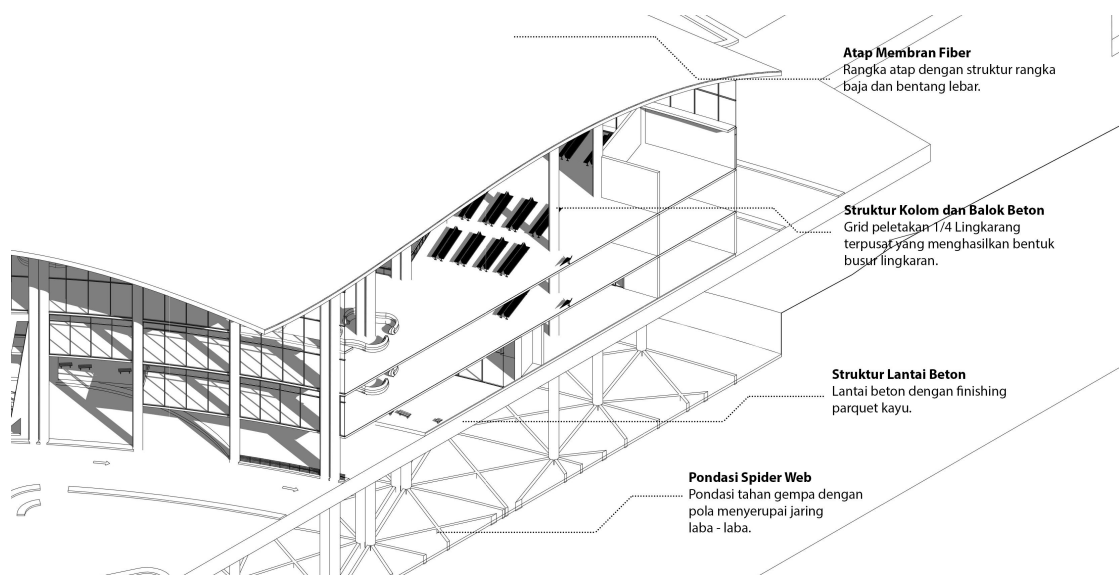 Atap Membran Fiber
Rangka atap dengan struktur rangka
baja dan bentang lebar.
Struktur Kolom dan Balok Beton
Grid peletakan 1/4 Lingkarang
terpusat yang menghasilkan bentuk
busur lingkaran.
Struktur Lantai Beton
Lantai beton dengan finishing
parquet kayu.
Pondasi Spider Web
Pondasi tahan gempa dengan
pola menyerupai jaring
laba - laba.